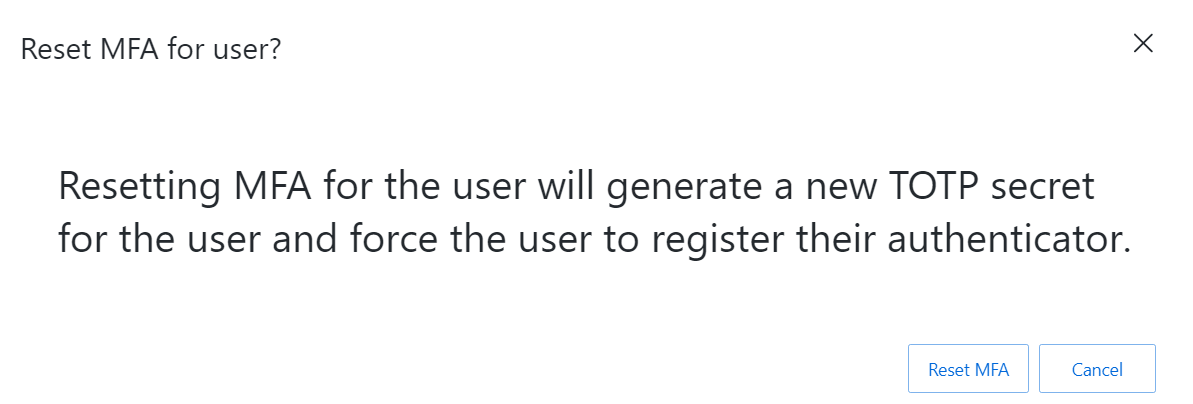 Reset MFA for user?
Resetting MFA for the user will generate a new TOTP secret
for the user and force the user to register their authenticator.
Reset MFA
Cancel